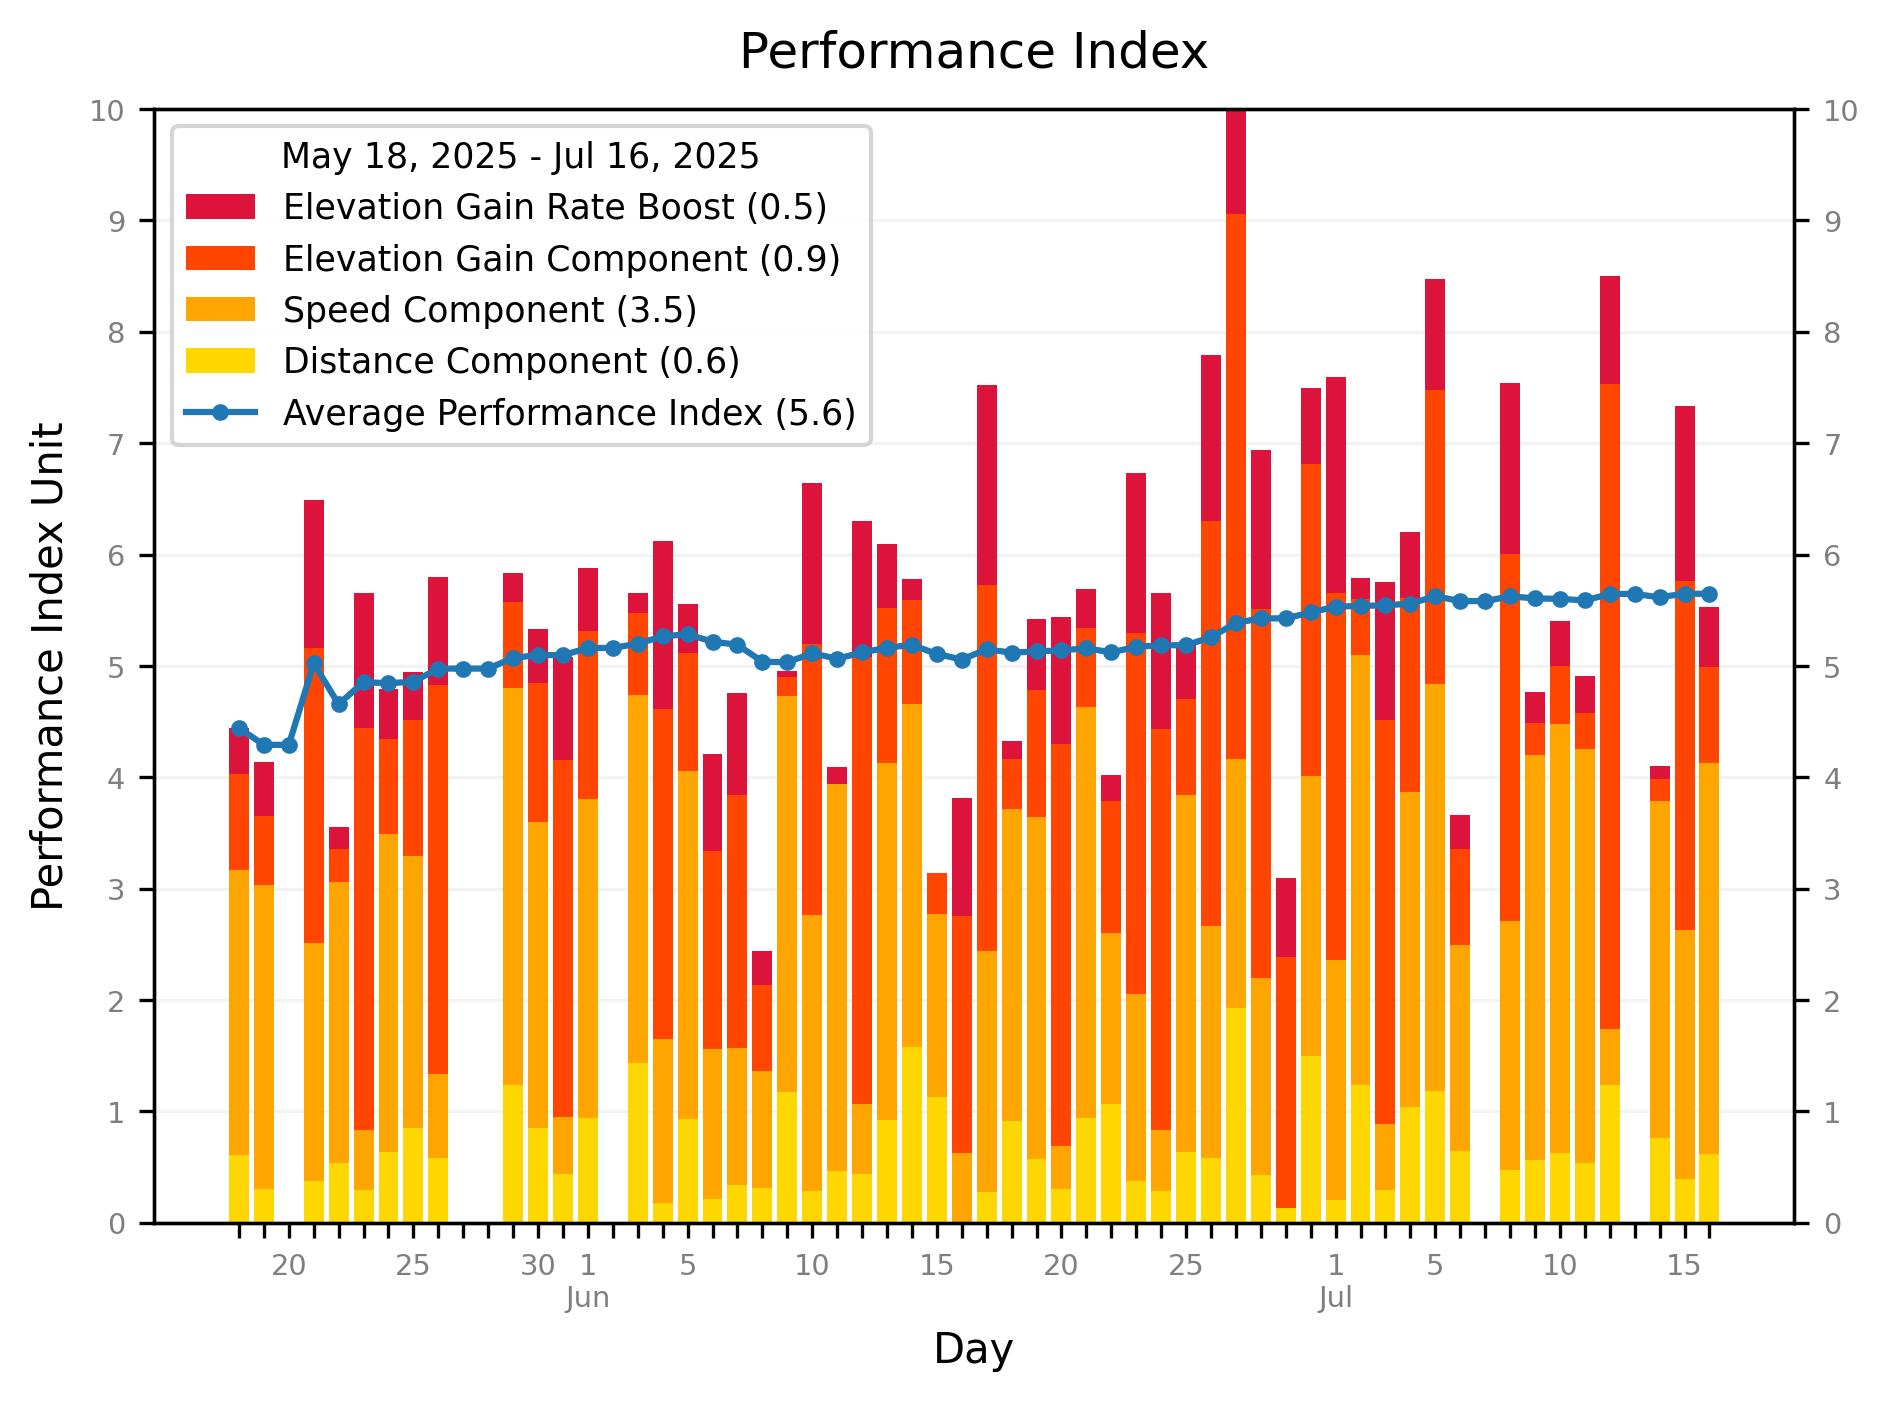 Performance Index
May 18, 2025 - Jul 16, 2025
Elevation Gain Rate Boost (0.5)
Elevation Gain Component (0.9)
Speed Component (3.5)
Distance Component (0.6)
Average Performance Index (5.6)
Performance Index Unit
10
9
8
7
6
5
4
3
2
1
0
10
9
8
7
6
5
4
3
2
1
0
20 25 30 1 5 10 15 20 25 1 5 10 15
Jun Jul
Day